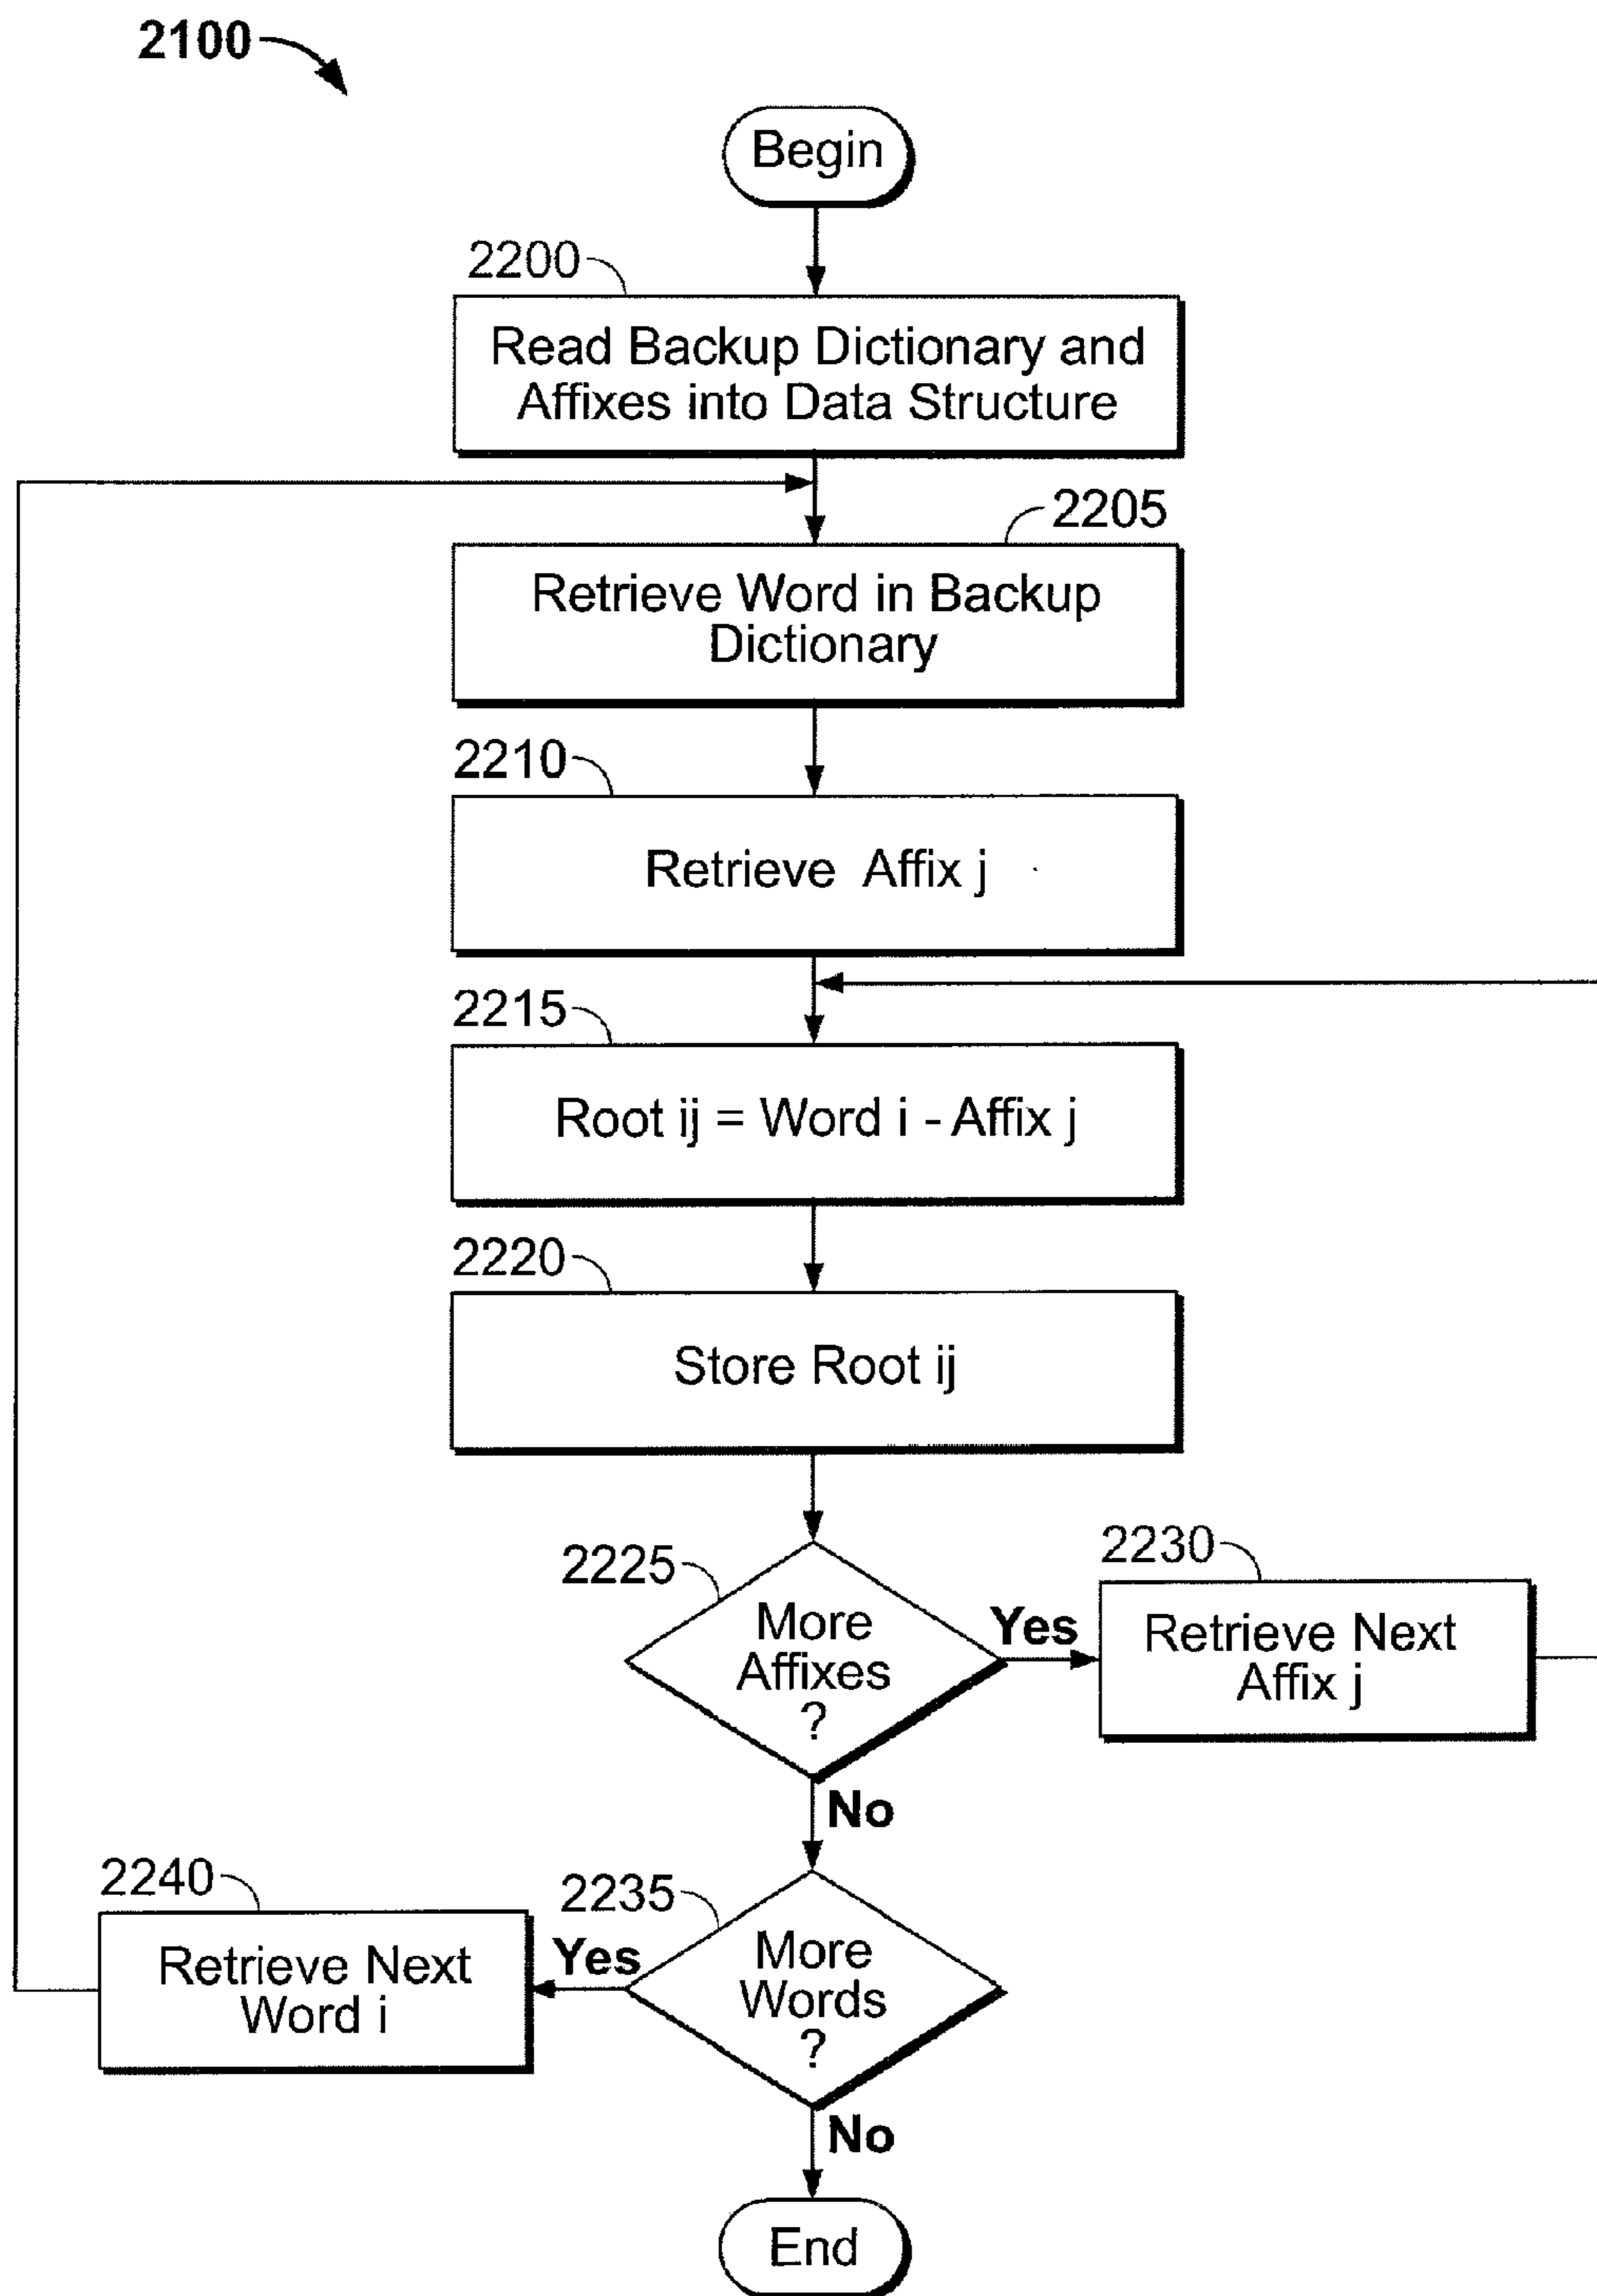 2100
Begin
2200
Read Backup Dictionary and
Affixes into Data Structure
2205
Retrieve Word in Backup
Dictionary
2210
Retrieve Affix j
2215
Root ij = Word i - Affix j
2220
Store Root ij
2225
More
Affixes
?
Yes
2230
Retrieve Next
Affix j
No
2235
More
Words
?
Yes
2240
Retrieve Next
Word i
No
End